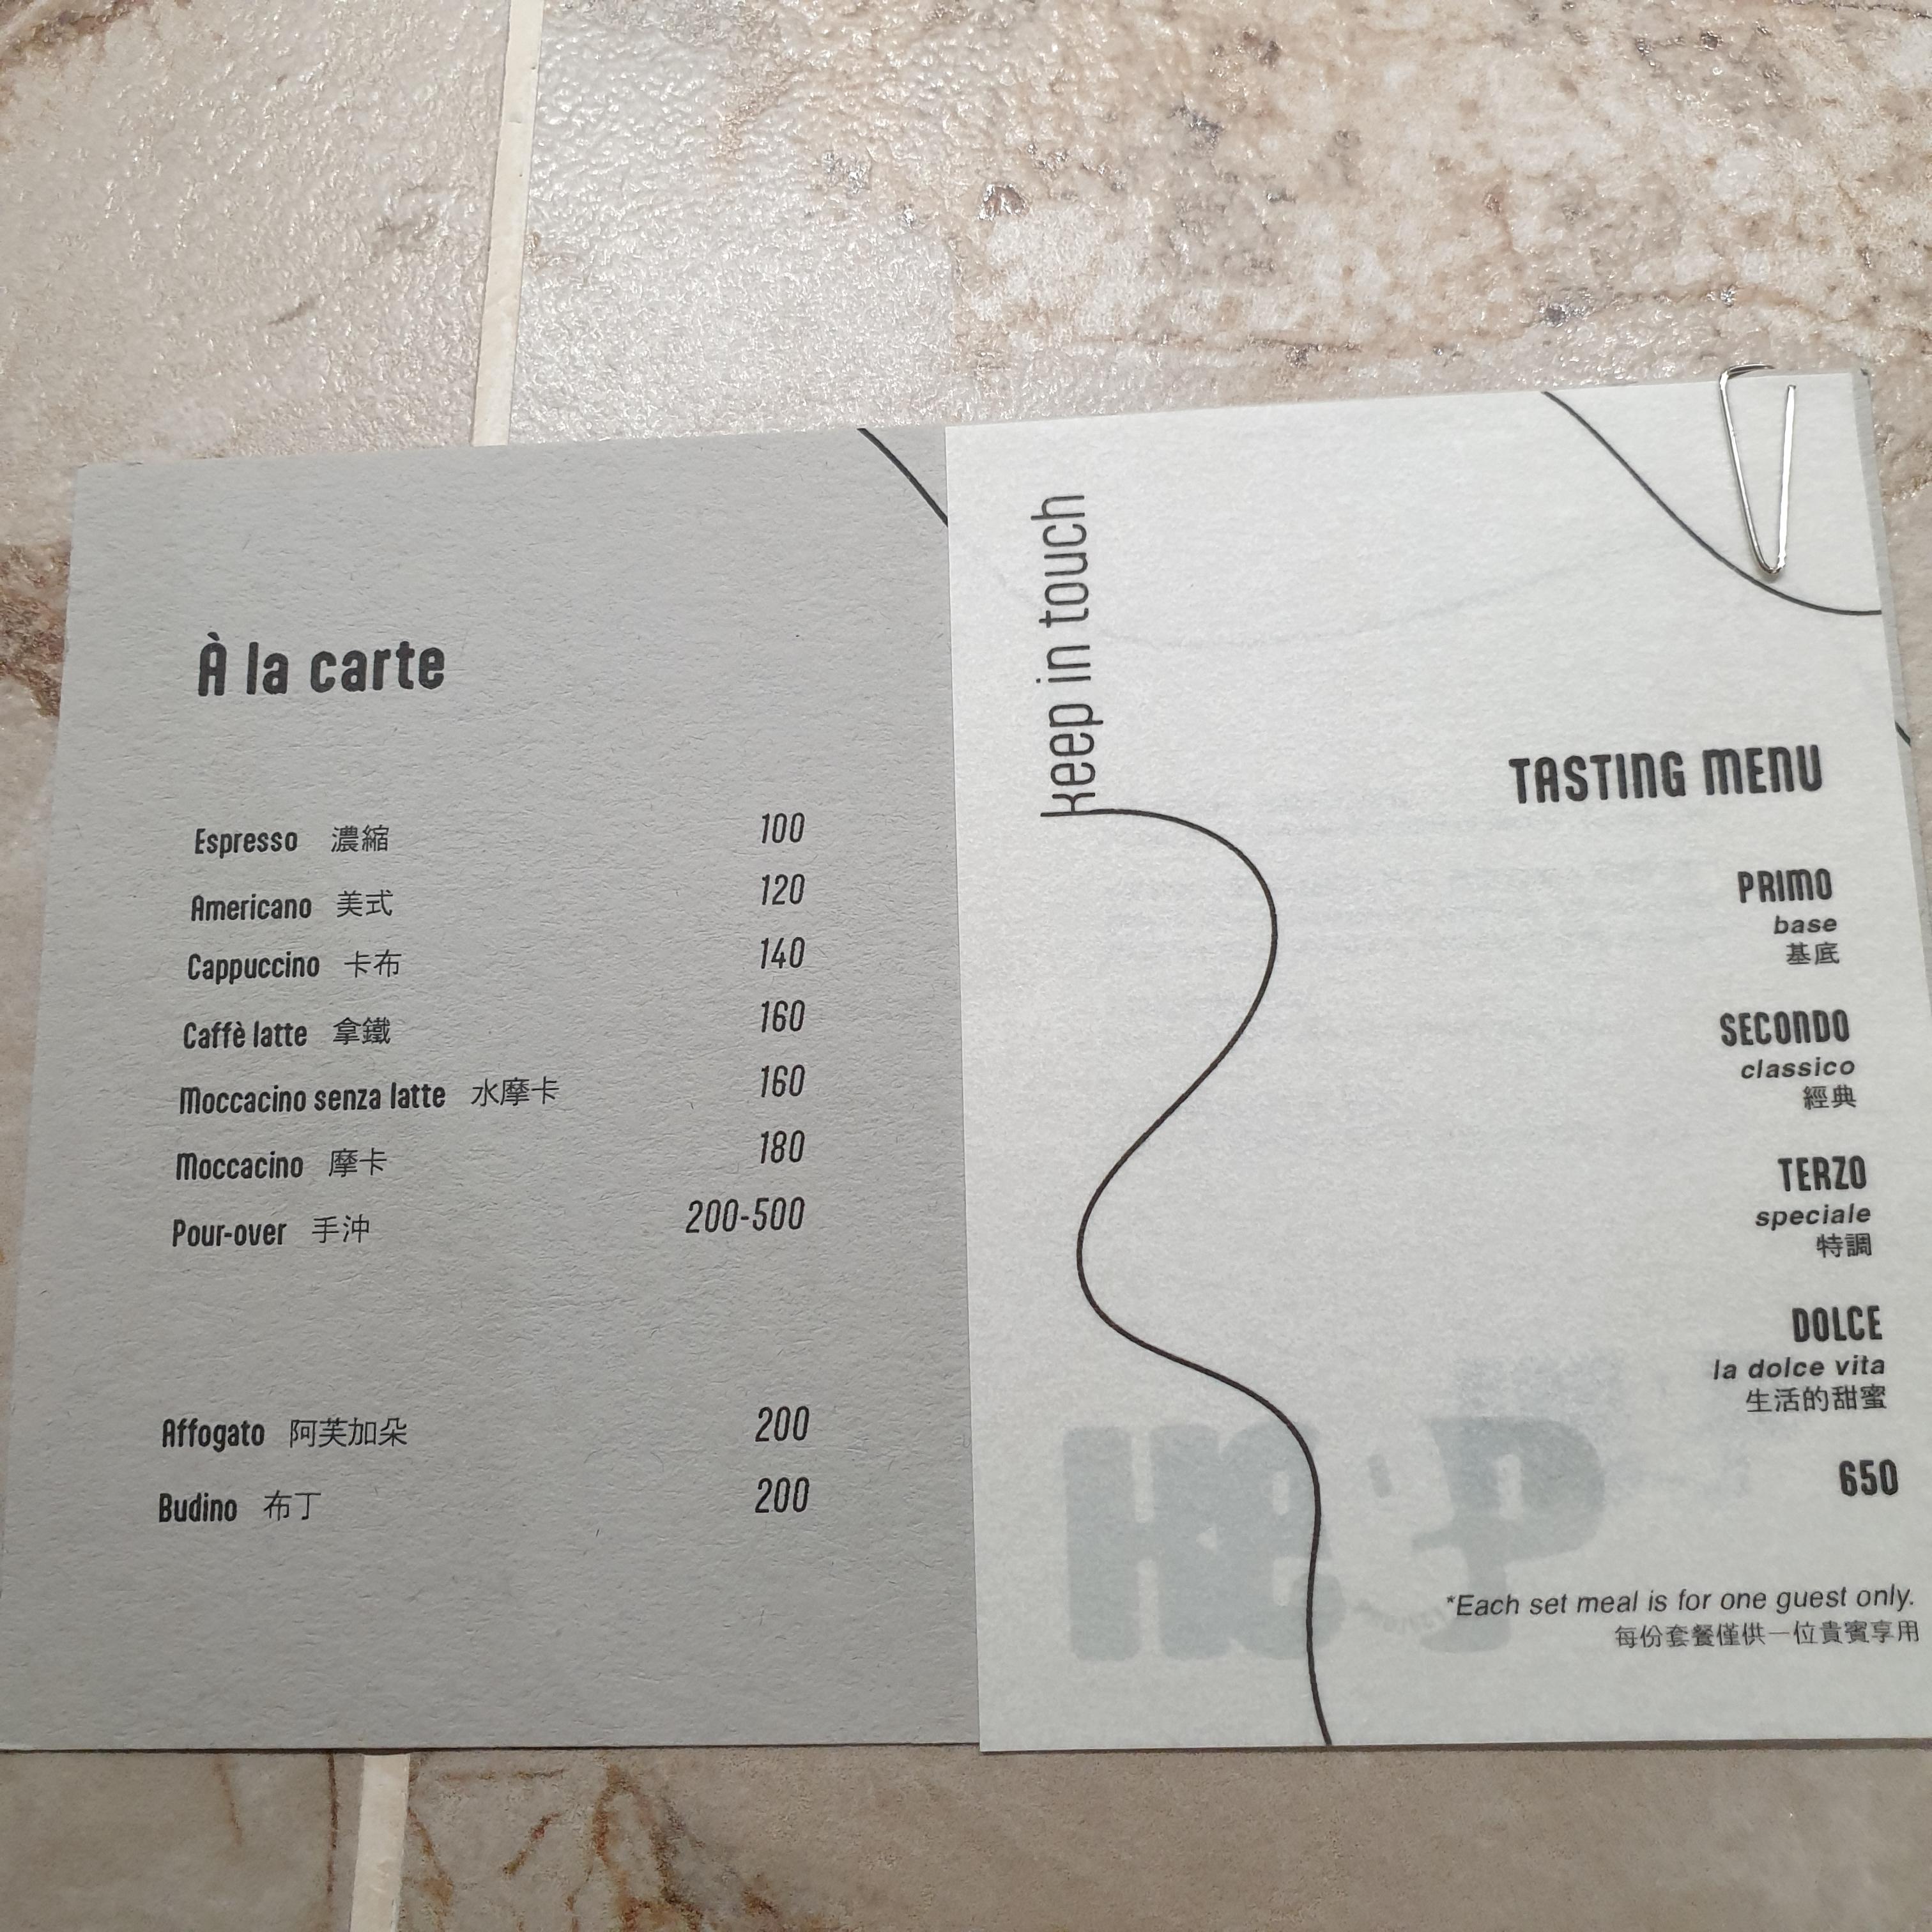 À la carte
Espresso 濃縮 100
Americano 美式 120
Cappuccino 卡布 140
Caffè latte 拿鐵 160
Moccacino senza latte 水摩卡 160
Moccacino 摩卡 180
Pour-over 手沖 200-500
Affogato 阿芙加朵 200
Budino 布丁 200
keep in touch
TASTING MENU
PRIMO
base
基底
SECONDO
classico
經典
TERZO
speciale
特調
DOLCE
la dolce vita
生活的甜蜜
650
*Each set meal is for one guest only.
每份套餐僅供一位貴賓享用